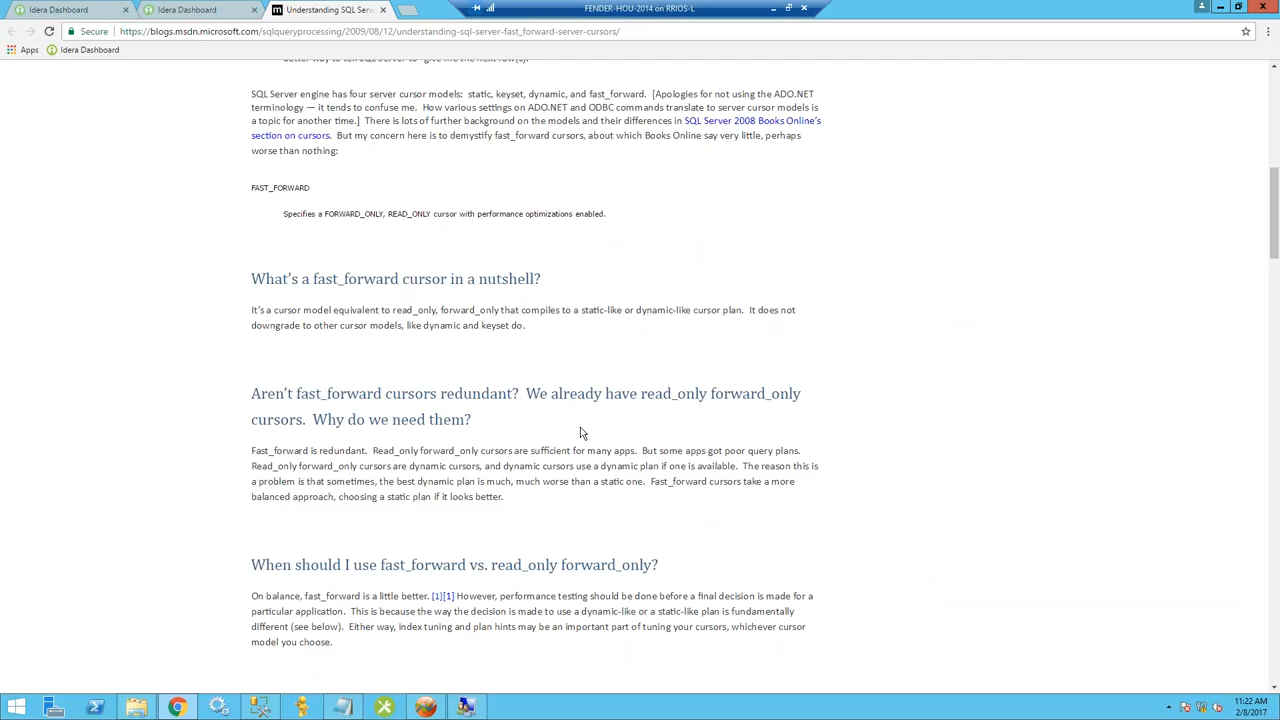 Idera Dashboard
Idera Dashboard
Understanding SQL Serv
FENDER-HOU-2014 on RRIOS-L
Secure
https://blogs.msdn.microsoft.com/sqlqueryprocessing/2009/08/12/understanding-sql-server-fast_forward-server-cursors/
Apps
Idera Dashboard
better way to tell SQL Server to "give me the next row(s)."
SQL Server engine has four server cursor models:  static, keyset, dynamic, and fast_forward.  [Apologies for not using the ADO.NET
terminology — it tends to confuse me.  How various settings on ADO.NET and ODBC commands translate to server cursor models is
a topic for another time.]  There is lots of further background on the models and their differences in SQL Server 2008 Books Online's
section on cursors.  But my concern here is to demystify fast_forward cursors, about which Books Online say very little, perhaps
worse than nothing:
FAST_FORWARD
Specifies a FORWARD_ONLY, READ_ONLY cursor with performance optimizations enabled.
What's a fast_forward cursor in a nutshell?
It's a cursor model equivalent to read_only, forward_only that compiles to a static-like or dynamic-like cursor plan.  It does not
downgrade to other cursor models, like dynamic and keyset do.
Aren't fast_forward cursors redundant?  We already have read_only forward_only
cursors.  Why do we need them?
Fast_forward is redundant.  Read_only forward_only cursors are sufficient for many apps.  But some apps got poor query plans.
Read_only forward_only cursors are dynamic cursors, and dynamic cursors use a dynamic plan if one is available.  The reason this is
a problem is that sometimes, the best dynamic plan is much, much worse than a static one.  Fast_forward cursors take a more
balanced approach, choosing a static plan if it looks better.
When should I use fast_forward vs. read_only forward_only?
On balance, fast_forward is a little better. [1][1] However, performance testing should be done before a final decision is made for a
particular application.  This is because the way the decision is made to use a dynamic-like or a static-like plan is fundamentally
different (see below).  Either way, index tuning and plan hints may be an important part of tuning your cursors, whichever cursor
model you choose.
11:22 AM
2/8/2017